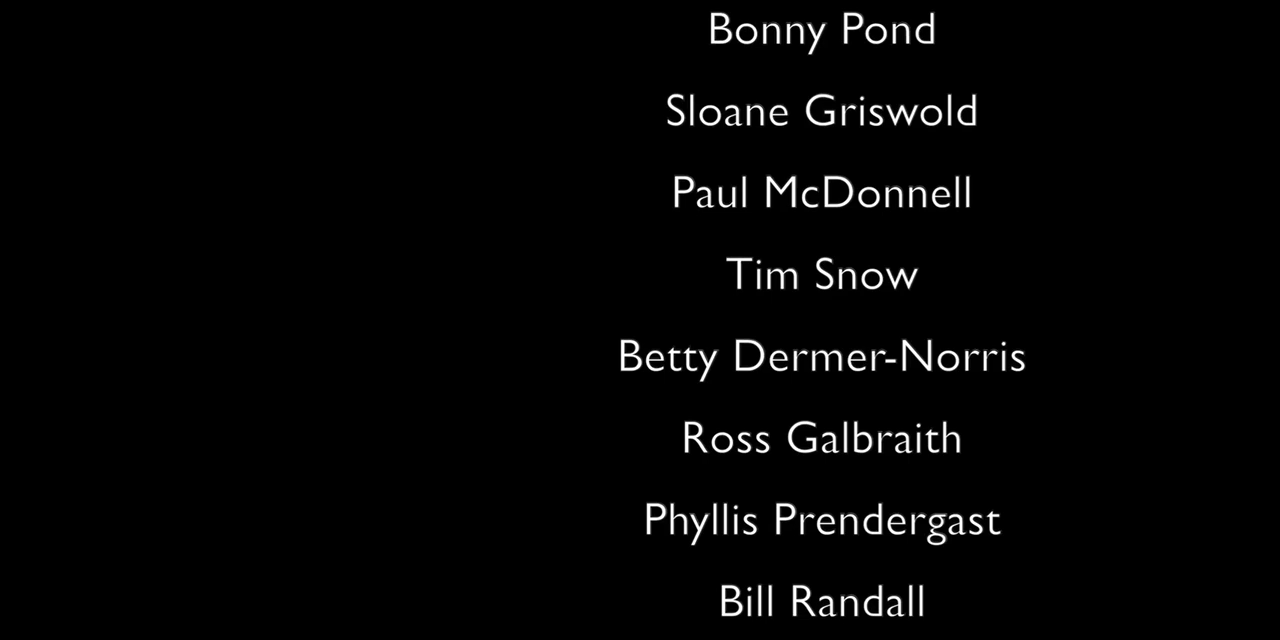 Bonny Pond
Sloane Griswold
Paul McDonnell
Tim Snow
Betty Dermer-Norris
Ross Galbraith
Phyllis Prendergast
Bill Randall